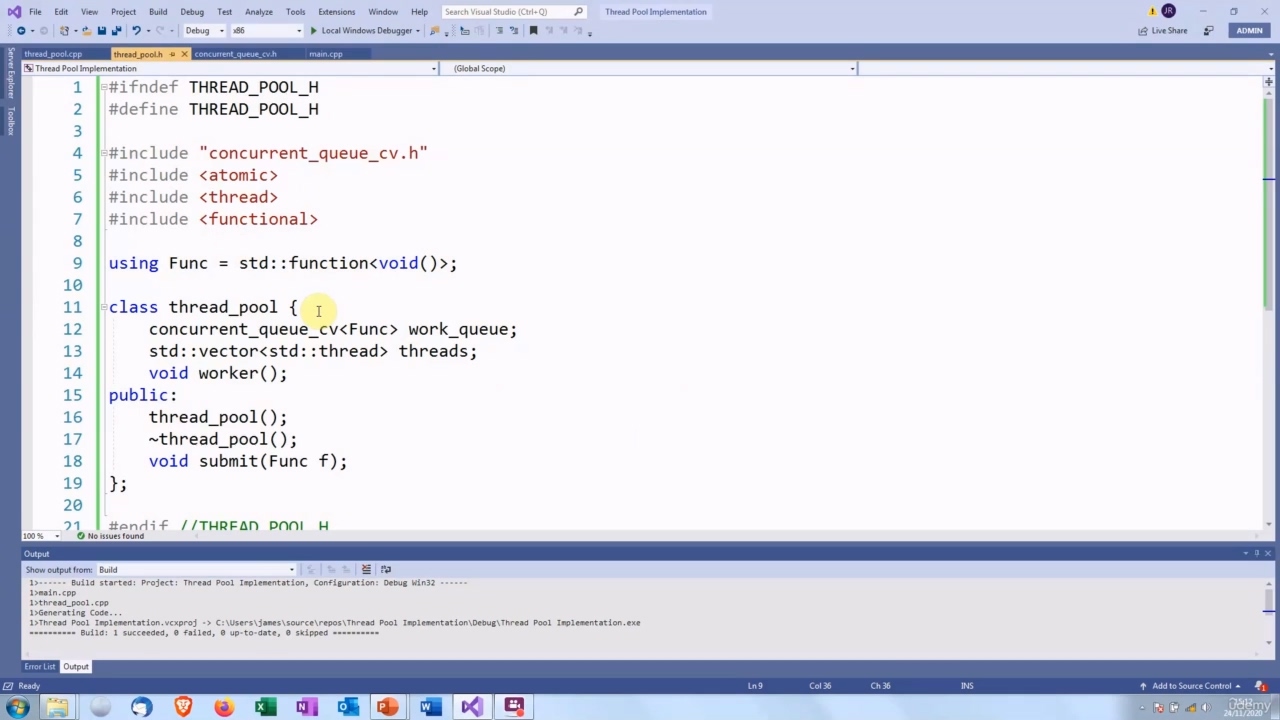 File Edit View Project Build Debug Test Analyze Tools Extensions Window Help Search Visual Studio (Ctrl+Q) Thread Pool Implementation JR
Debug x86 Local Windows Debugger Live Share ADMIN
thread_pool.cpp thread_pool.h concurrent_queue_cv.h main.cpp
Thread Pool Implementation (Global Scope)
Server Explorer
Toolbox
1 #ifndef THREAD_POOL_H
2 #define THREAD_POOL_H
3
4 #include "concurrent_queue_cv.h"
5 #include <atomic>
6 #include <thread>
7 #include <functional>
8
9 using Func = std::function<void()>;
10
11 class thread_pool {
12 concurrent_queue_cv<Func> work_queue;
13 std::vector<std::thread> threads;
14 void worker();
15 public:
16 thread_pool();
17 ~thread_pool();
18 void submit(Func f);
19 };
20
21 #endif //THREAD_POOL_H
100 % No issues found
Output
Show output from: Build
1>------ Build started: Project: Thread Pool Implementation, Configuration: Debug Win32 ------
1>main.cpp
1>thread_pool.cpp
1>Generating Code...
1>Thread Pool Implementation.vcxproj -> C:\Users\james\source\repos\Thread Pool Implementation\Debug\Thread Pool Implementation.exe
========== Build: 1 succeeded, 0 failed, 0 up-to-date, 0 skipped ==========
Error List Output
Ready Ln 9 Col 36 Ch 36 INS Add to Source Control 1
udemy
24/12/2020